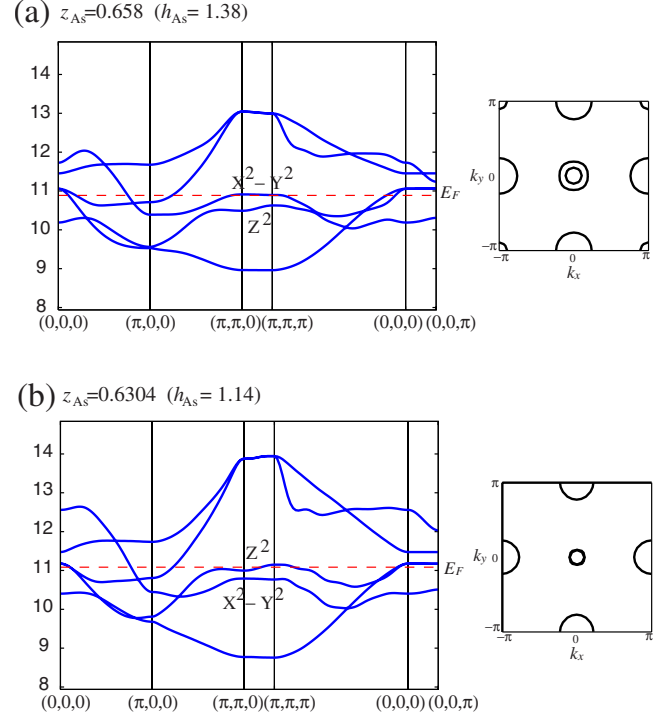 (a) z_As=0.658 (h_As= 1.38)
14
13
12
11
10
9
8
X²−Y²
Z²
E_F
(0,0,0) (π,0,0) (π,π,0)(π,π,π) (0,0,0) (0,0,π)
π
k_y 0
−π
−π 0 π
k_x
(b) z_As=0.6304 (h_As= 1.14)
14
13
12
11
10
9
8
Z²
X²−Y²
E_F
(0,0,0) (π,0,0) (π,π,0)(π,π,π) (0,0,0) (0,0,π)
π
k_y 0
−π
−π 0 π
k_x